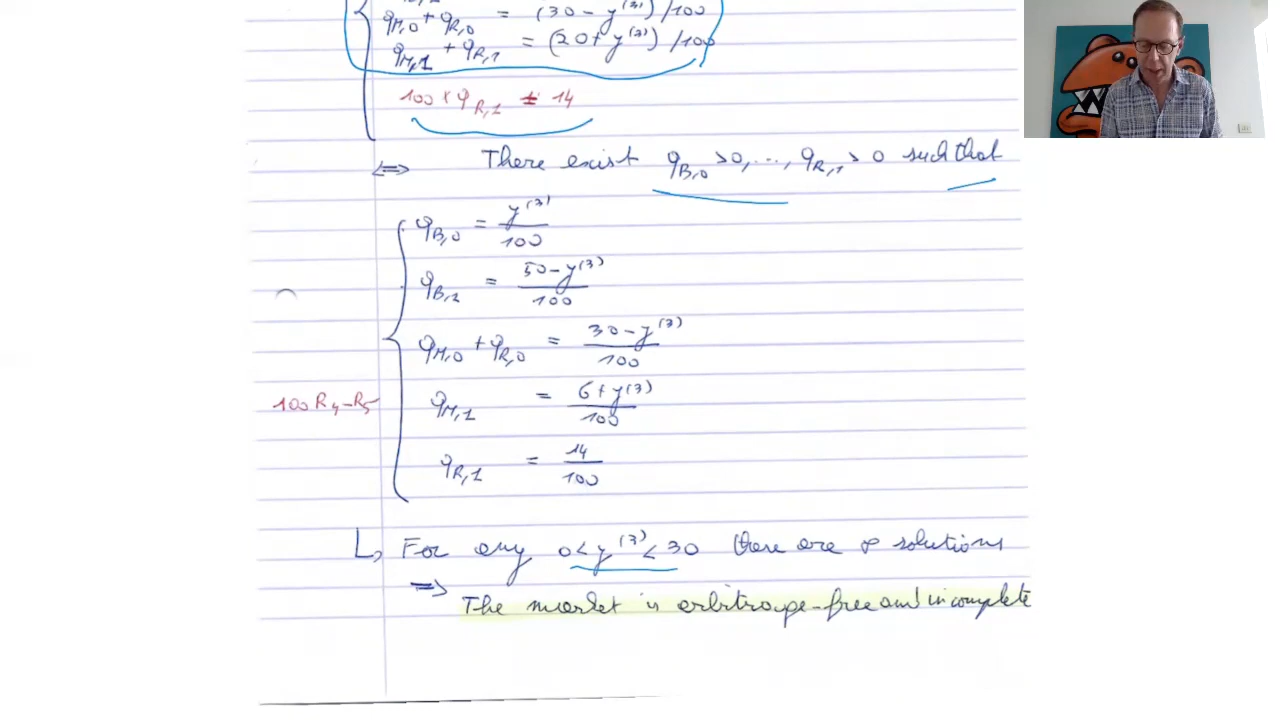 q_{M,0} + q_{R,0} = (30 - y^{(3)}) /100
q_{M,1} + q_{R,1} = (20 + y^{(3)}) /100
100 × q_{R,1} = 14
⟺ There exist q_{B,0} > 0, ..., q_{R,1} > 0 such that
q_{B,0} = y^{(3)} / 100
q_{B,1} = 50 - y^{(3)} / 100
q_{M,0} + q_{R,0} = 30 - y^{(3)} / 100
100 R_4 - R_5 q_{M,1} = 6 + y^{(3)} / 100
q_{R,1} = 14 / 100
↳ For any 0 < y^{(3)} < 30 there are ∞ solutions
⟹ The market is arbitrage-free and incomplete